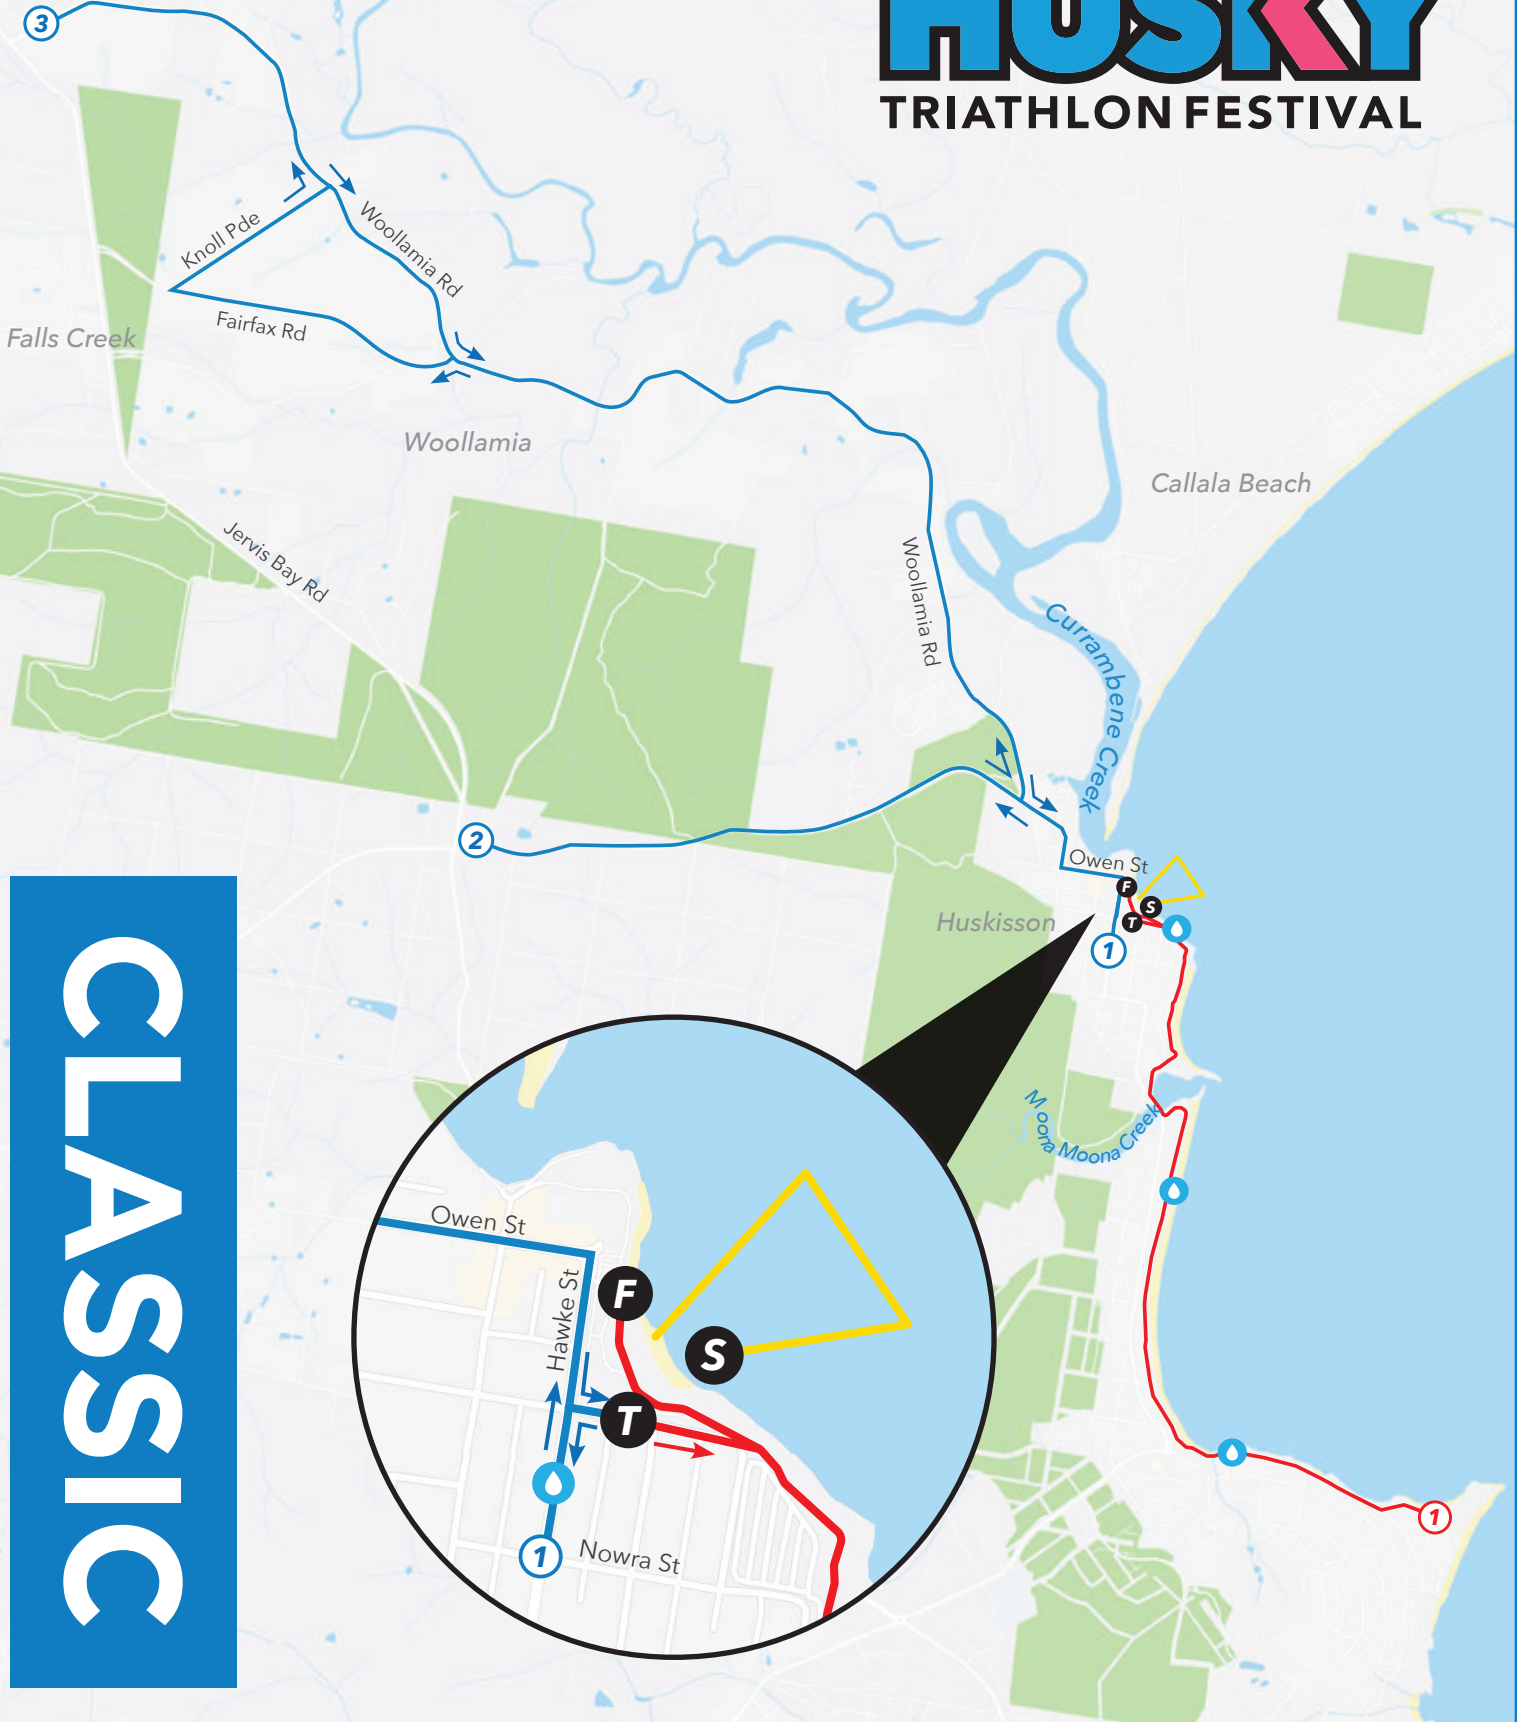 HUSKY
TRIATHLON FESTIVAL
3
Knoll Pde
Woollamia Rd
Fairfax Rd
Falls Creek
Woollamia
Callala Beach
Jervis Bay Rd
Woollamia Rd
Currambene Creek
2
Owen St
F
S
T
Huskisson
1
Moona Moona Creek
CLASSIC
Owen St
Hawke St
F
S
T
1
Nowra St
1